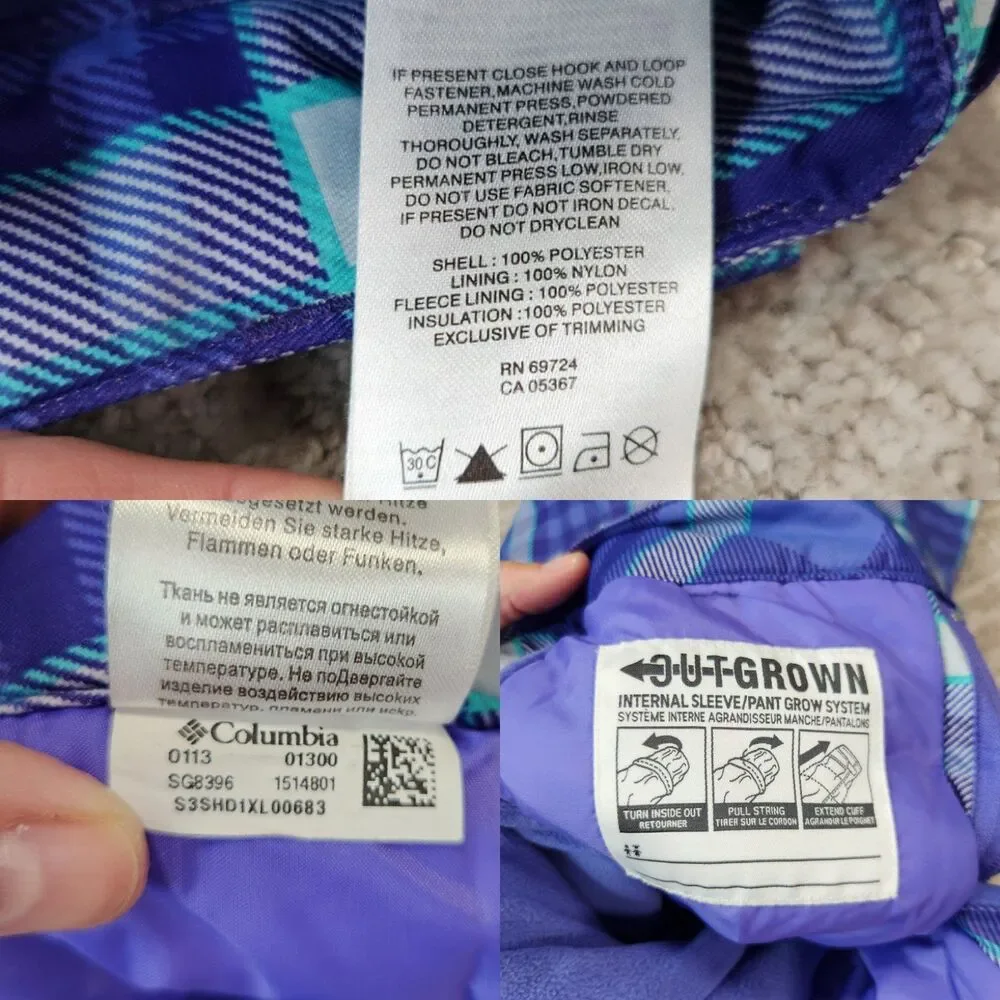 IF PRESENT CLOSE HOOK AND LOOP
FASTENER,MACHINE WASH COLD
PERMANENT PRESS,POWDERED
DETERGENT,RINSE
THOROUGHLY, WASH SEPARATELY,
DO NOT BLEACH,TUMBLE DRY
PERMANENT PRESS LOW,IRON LOW,
DO NOT USE FABRIC SOFTENER,
IF PRESENT DO NOT IRON DECAL,
DO NOT DRYCLEAN
SHELL : 100% POLYESTER
LINING : 100% NYLON
FLEECE LINING : 100% POLYESTER
INSULATION :100% POLYESTER
EXCLUSIVE OF TRIMMING
RN 69724
CA 05367
30 C
werden.
Vermeiden Sie starke Hitze,
Flammen oder Funken.
Ткань не является огнестойкой
и может расплавиться или
воспламениться при высокой
температуре. Не подвергайте
изделие воздействию высоких
температур, пламени или искр.
Columbia
0113 01300
SG8396 1514801
S3SHD1XL00683
OUTGROWN
INTERNAL SLEEVE/PANT GROW SYSTEM
SYSTÈME INTERNE AGRANDISSEUR MANCHE/PANTALONS
TURN INSIDE OUT
RETOURNER
PULL STRING
TIRER SUR LE CORDON
EXTEND CUFF
AGRANDIR LE POIGNET